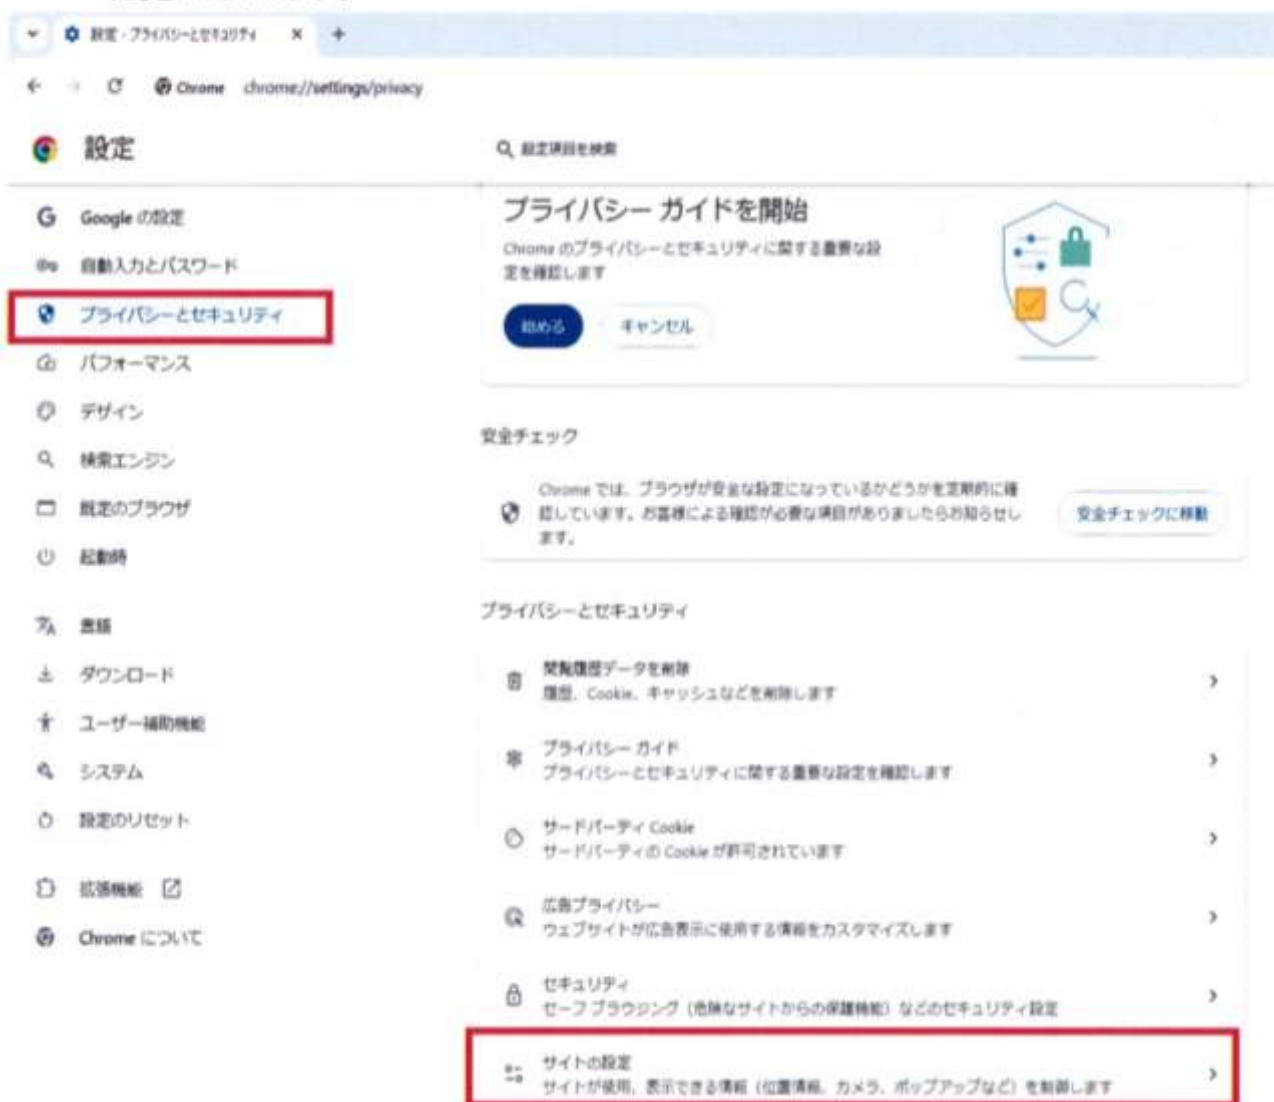 設定 - プライバシーとセキュリティ
Chrome chrome://settings/privacy
設定
設定項目を検索
Google の設定
自動入力とパスワード
プライバシーとセキュリティ
パフォーマンス
デザイン
検索エンジン
既定のブラウザ
起動時
言語
ダウンロード
ユーザー補助機能
システム
設定のリセット
拡張機能
Chrome について
プライバシー ガイドを開始
Chrome のプライバシーとセキュリティに関する重要な設
定を確認します
始める キャンセル
安全チェック
Chrome では、ブラウザが安全な設定になっているかどうかを定期的に確
認しています。お客様による確認が必要な項目がありましたらお知らせし
ます。
安全チェックに移動
プライバシーとセキュリティ
閲覧履歴データを削除
履歴、Cookie、キャッシュなどを削除します
プライバシー ガイド
プライバシーとセキュリティに関する重要な設定を確認します
サードパーティ Cookie
サードパーティの Cookie が許可されています
広告プライバシー
ウェブサイトが広告表示に使用する情報をカスタマイズします
セキュリティ
セーフ ブラウジング（危険なサイトからの保護機能）などのセキュリティ設定
サイトの設定
サイトが使用、表示できる情報（位置情報、カメラ、ポップアップなど）を制御します